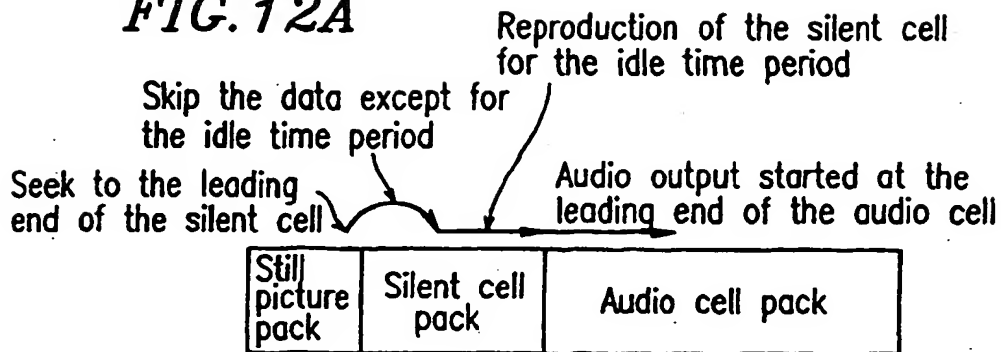 FIG. 12A
Reproduction of the silent cell
for the idle time period
Skip the data except for
the idle time period
Seek to the leading
end of the silent cell
Audio output started at the
leading end of the audio cell
Still
picture
pack
Silent cell
pack
Audio cell pack